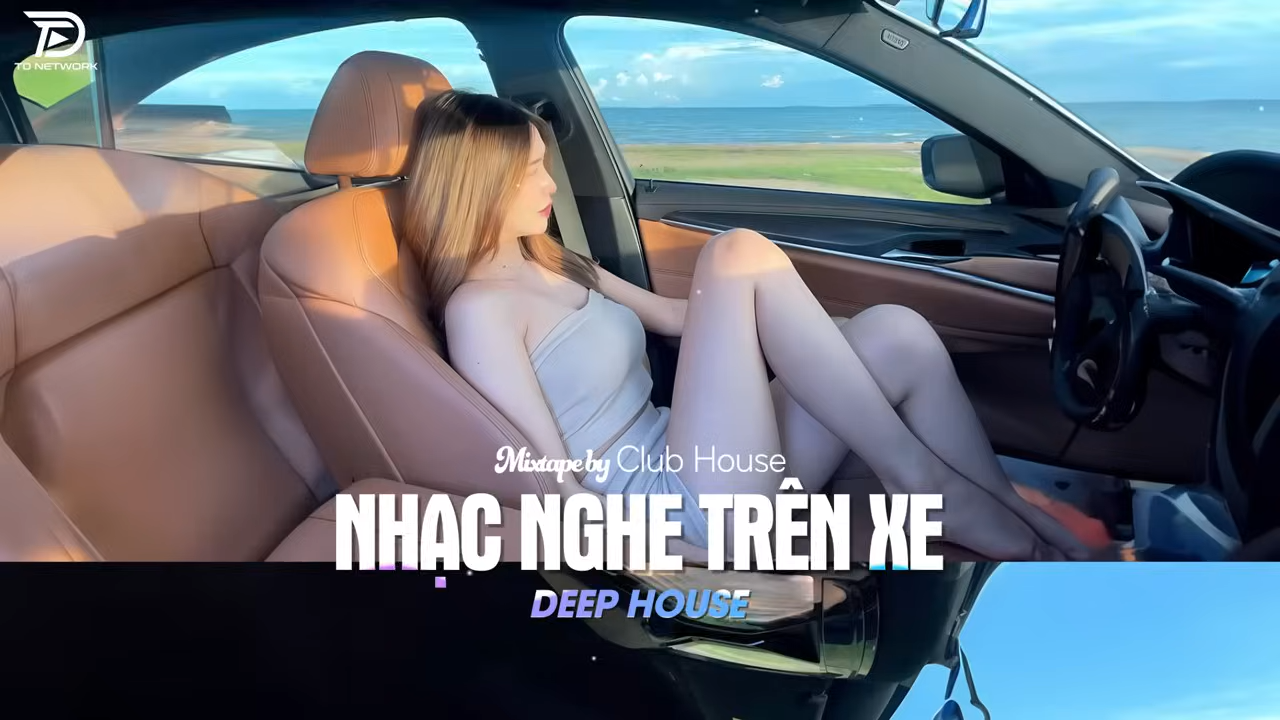 TD NETWORK
Mixtape by Club House
NHẠC NGHE TRÊN XE
DEEP HOUSE